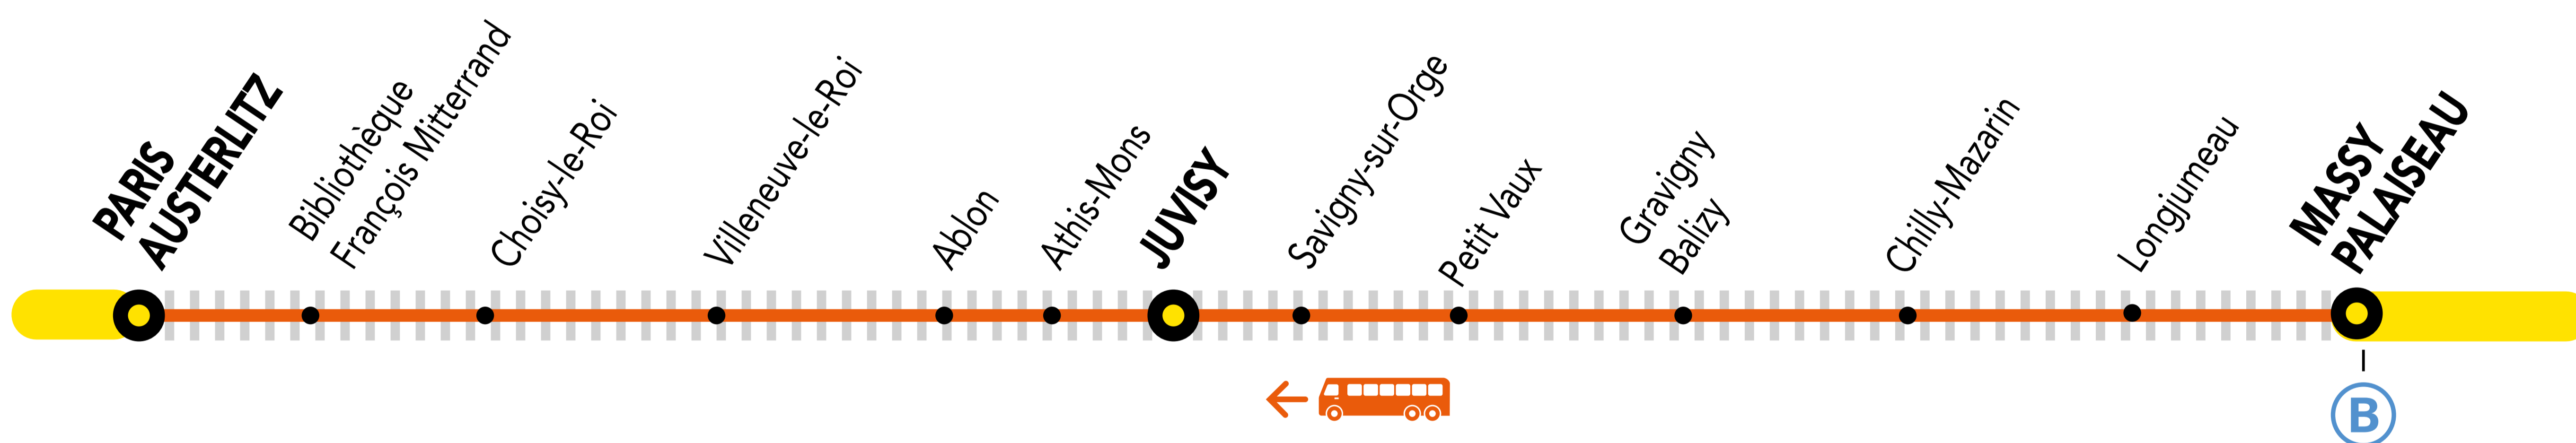 PARIS
AUSTERLITZ
Bibliothèque
François Mitterrand
Choisy-le-Roi
Villeneuve-le-Roi
Ablon
Athis-Mons
JUVISY
Savigny-sur-Orge
Petit Vaux
Gravigny
Balizy
Chilly-Mazarin
Longjumeau
MASSY
PALAISEAU
B